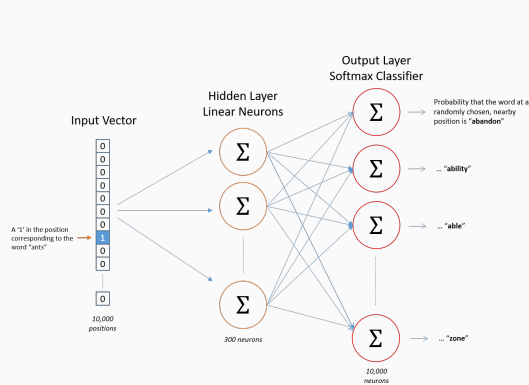 Output Layer
Softmax Classifier
Hidden Layer
Linear Neurons
Input Vector
Probability that the word at a
randomly chosen, nearby
position is "abandon"
... "ability"
... "able"
... "zone"
A '1' in the position
corresponding to the
word "ants"
0
0
0
0
0
0
0
1
0
0
0
Σ
Σ
Σ
Σ
Σ
Σ
Σ
10,000
positions
300 neurons
10,000
neurons